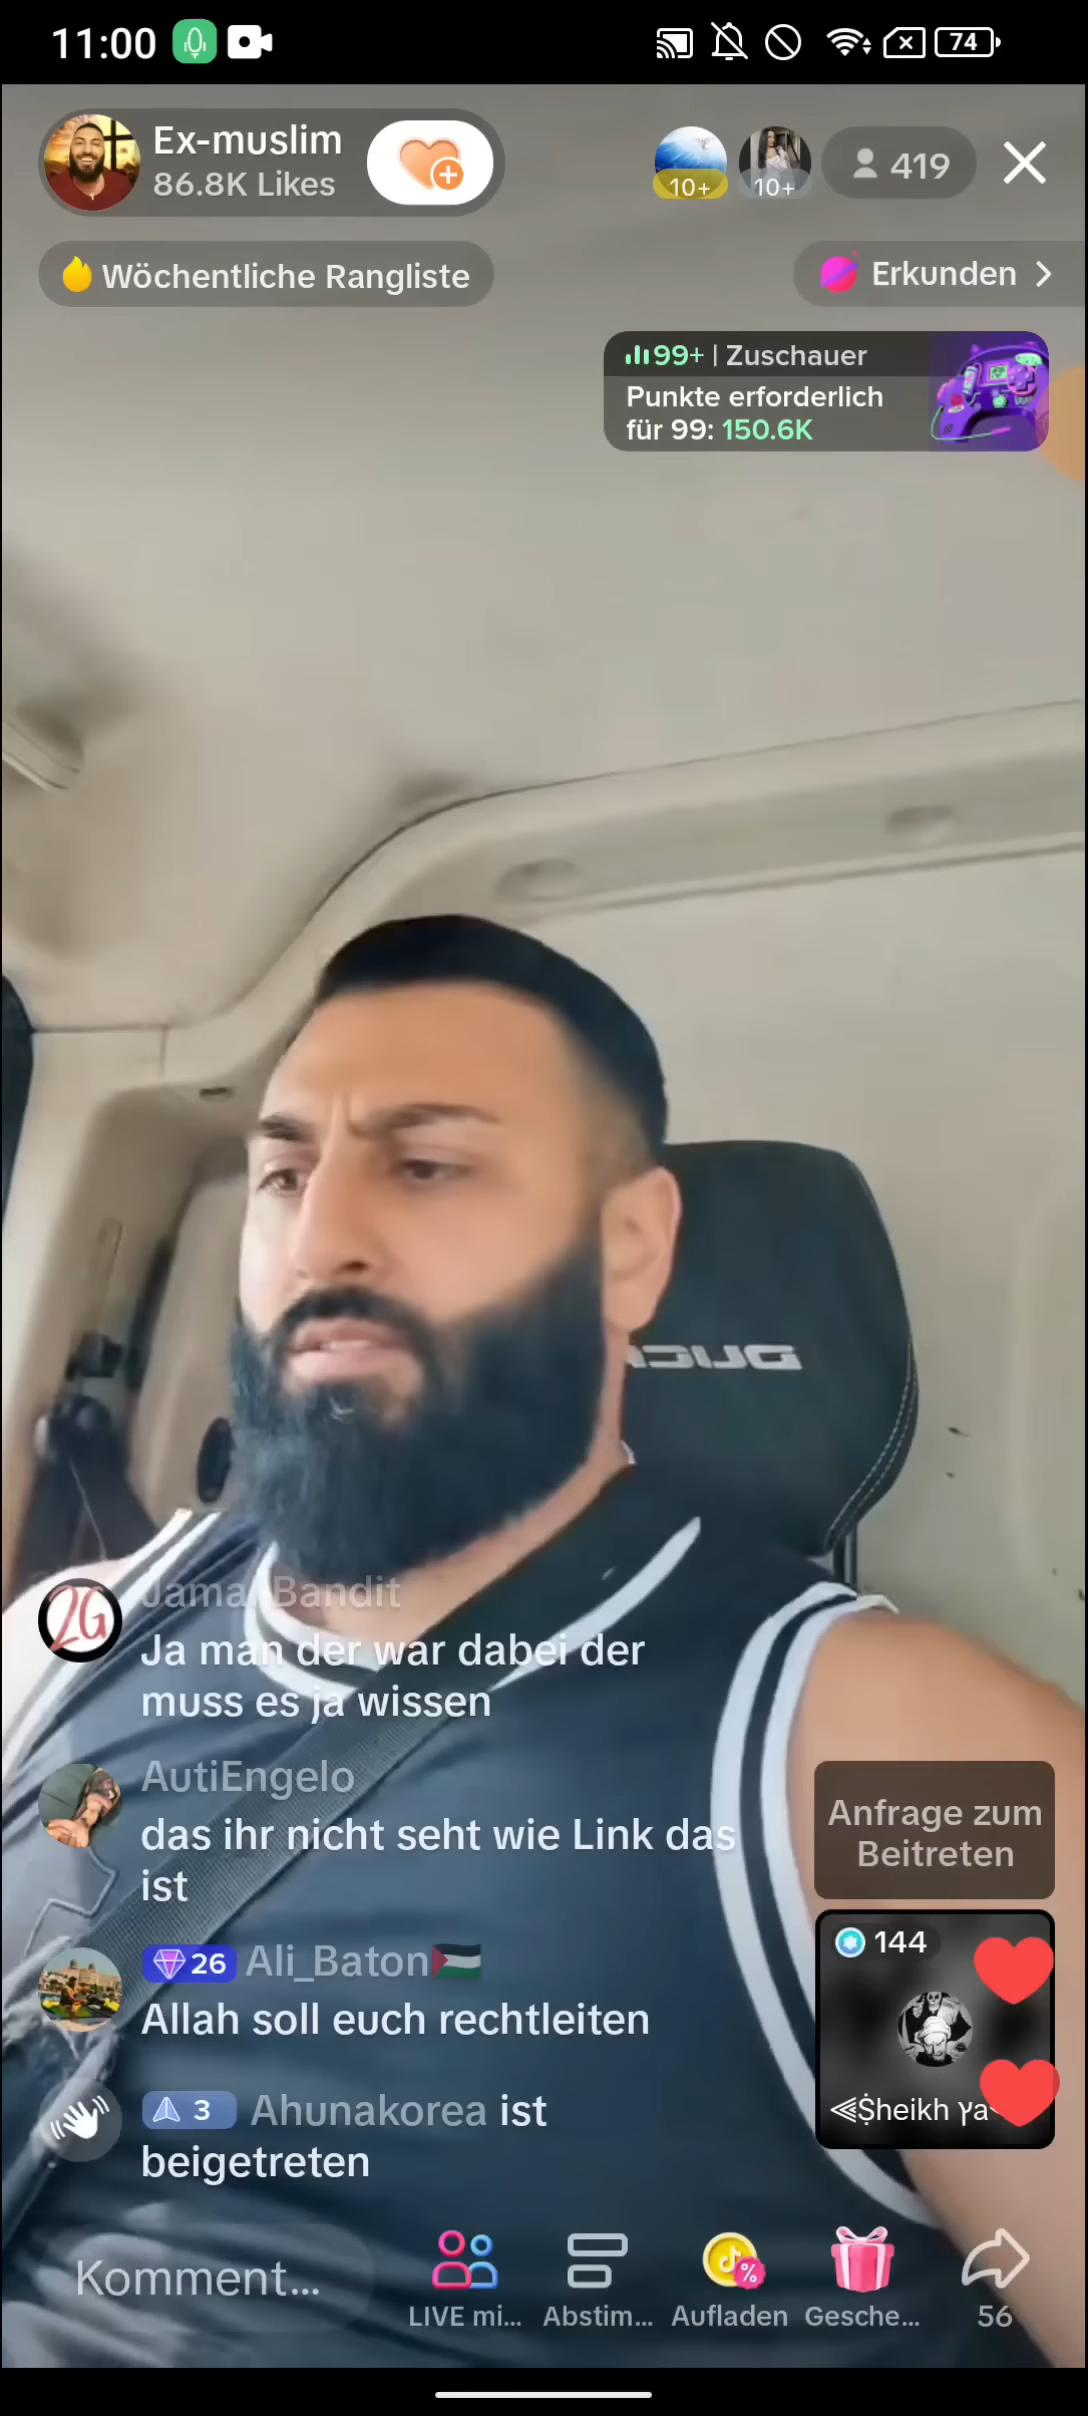 11:00
74
Ex-muslim
86.8K Likes
10+
10+
419
Wöchentliche Rangliste
Erkunden
99+ | Zuschauer
Punkte erforderlich
für 99: 150.6K
Jama Bandit
Ja man der war dabei der
muss es ja wissen
AutiEngelo
das ihr nicht seht wie Link das
ist
26 Ali_Baton🇵🇸
Allah soll euch rechtleiten
3 Ahunakorea ist
beigetreten
Anfrage zum
Beitreten
144
Komment...
LIVE mi...
Abstim...
Aufladen
Gesche...
56